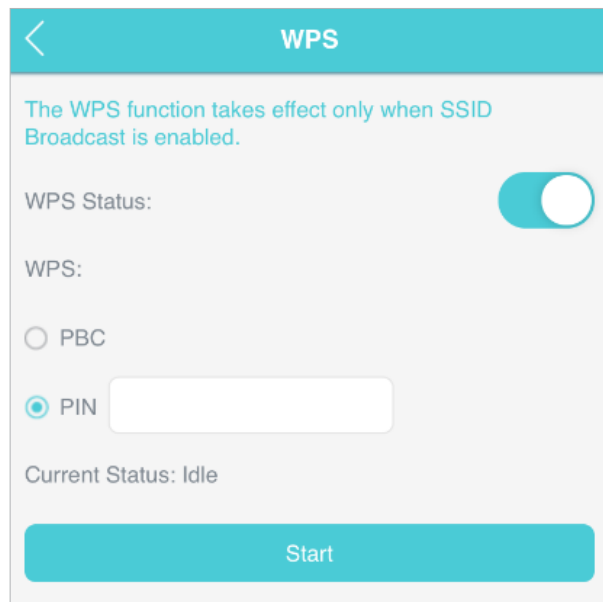 WPS
The WPS function takes effect only when SSID
Broadcast is enabled.
WPS Status:
WPS:
PBC
PIN
Current Status: Idle
Start